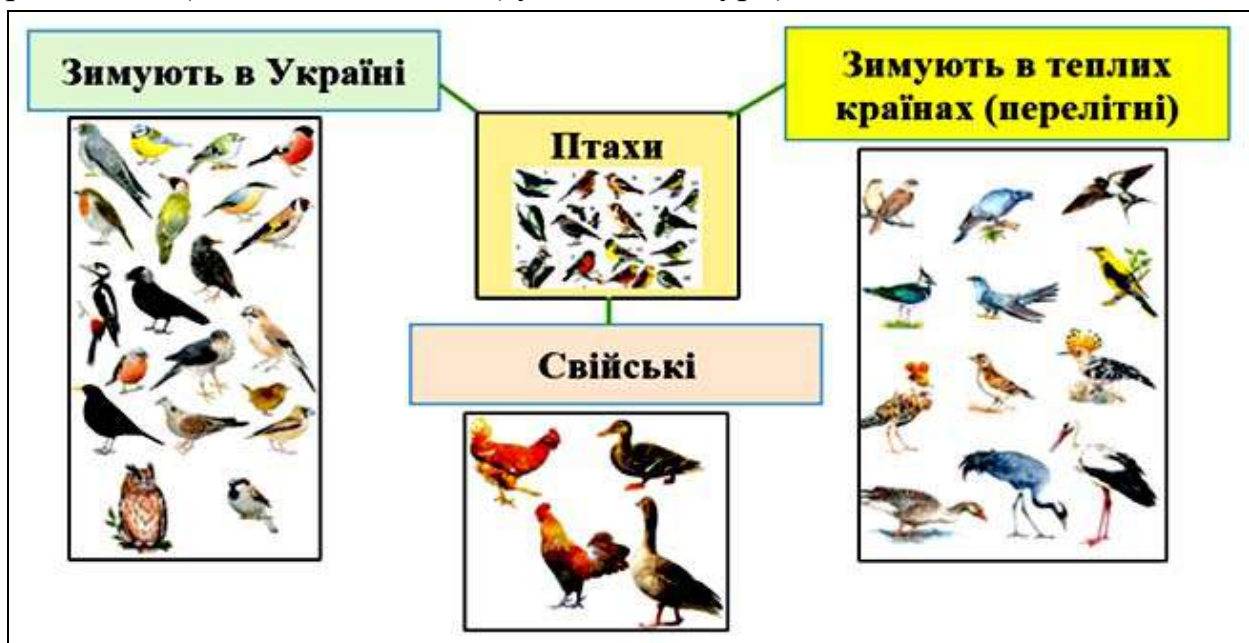 Зимують в Україні
Птахи
Зимують в теплих
країнах (перелітні)
Свійські